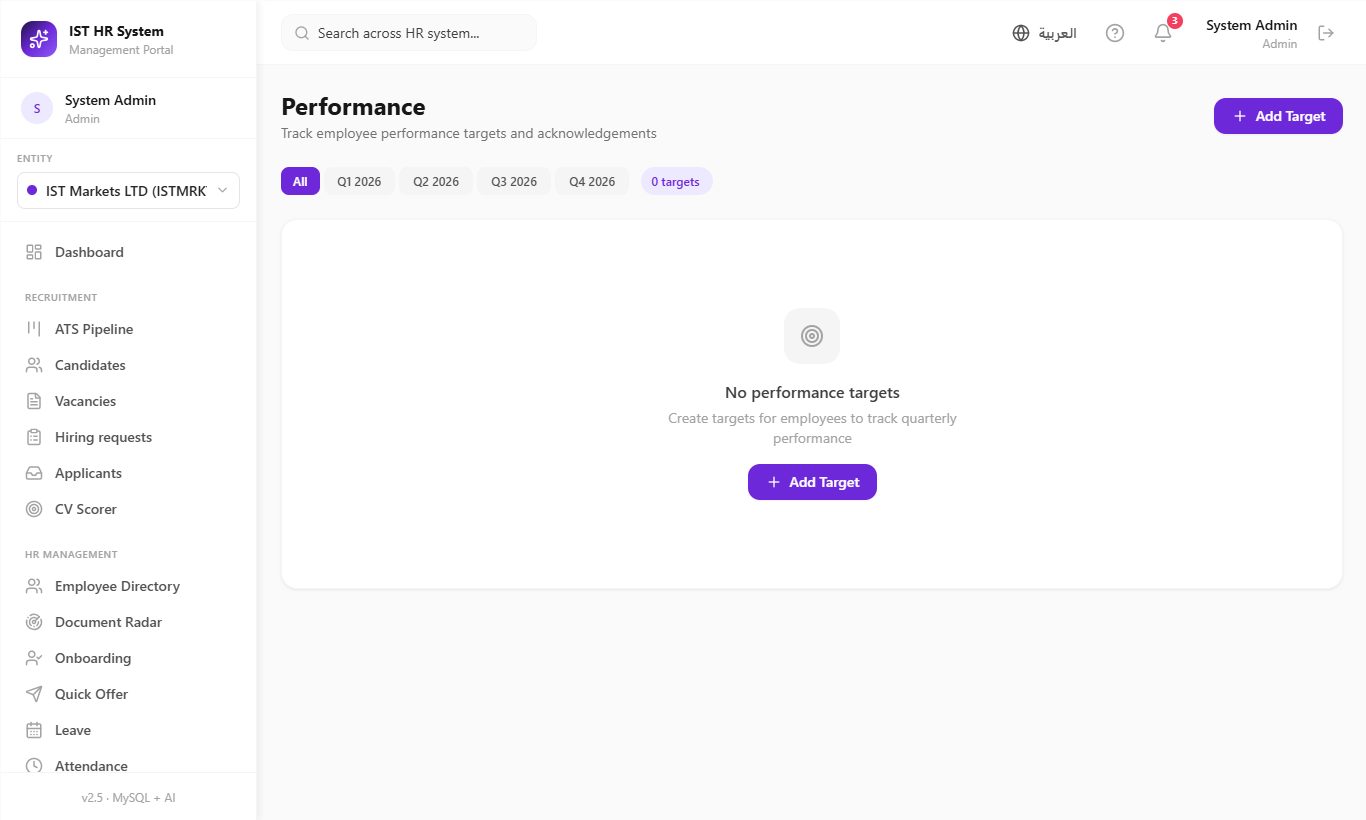 IST HR System
Management Portal
S
System Admin
Admin
ENTITY
IST Markets LTD (ISTMRK
Dashboard
RECRUITMENT
ATS Pipeline
Candidates
Vacancies
Hiring requests
Applicants
CV Scorer
HR MANAGEMENT
Employee Directory
Document Radar
Onboarding
Quick Offer
Leave
Attendance
v2.5 · MySQL + AI
Search across HR system...
العربية
3
System Admin
Admin
Performance
Track employee performance targets and acknowledgements
Add Target
All Q1 2026 Q2 2026 Q3 2026 Q4 2026 0 targets
No performance targets
Create targets for employees to track quarterly
performance
Add Target